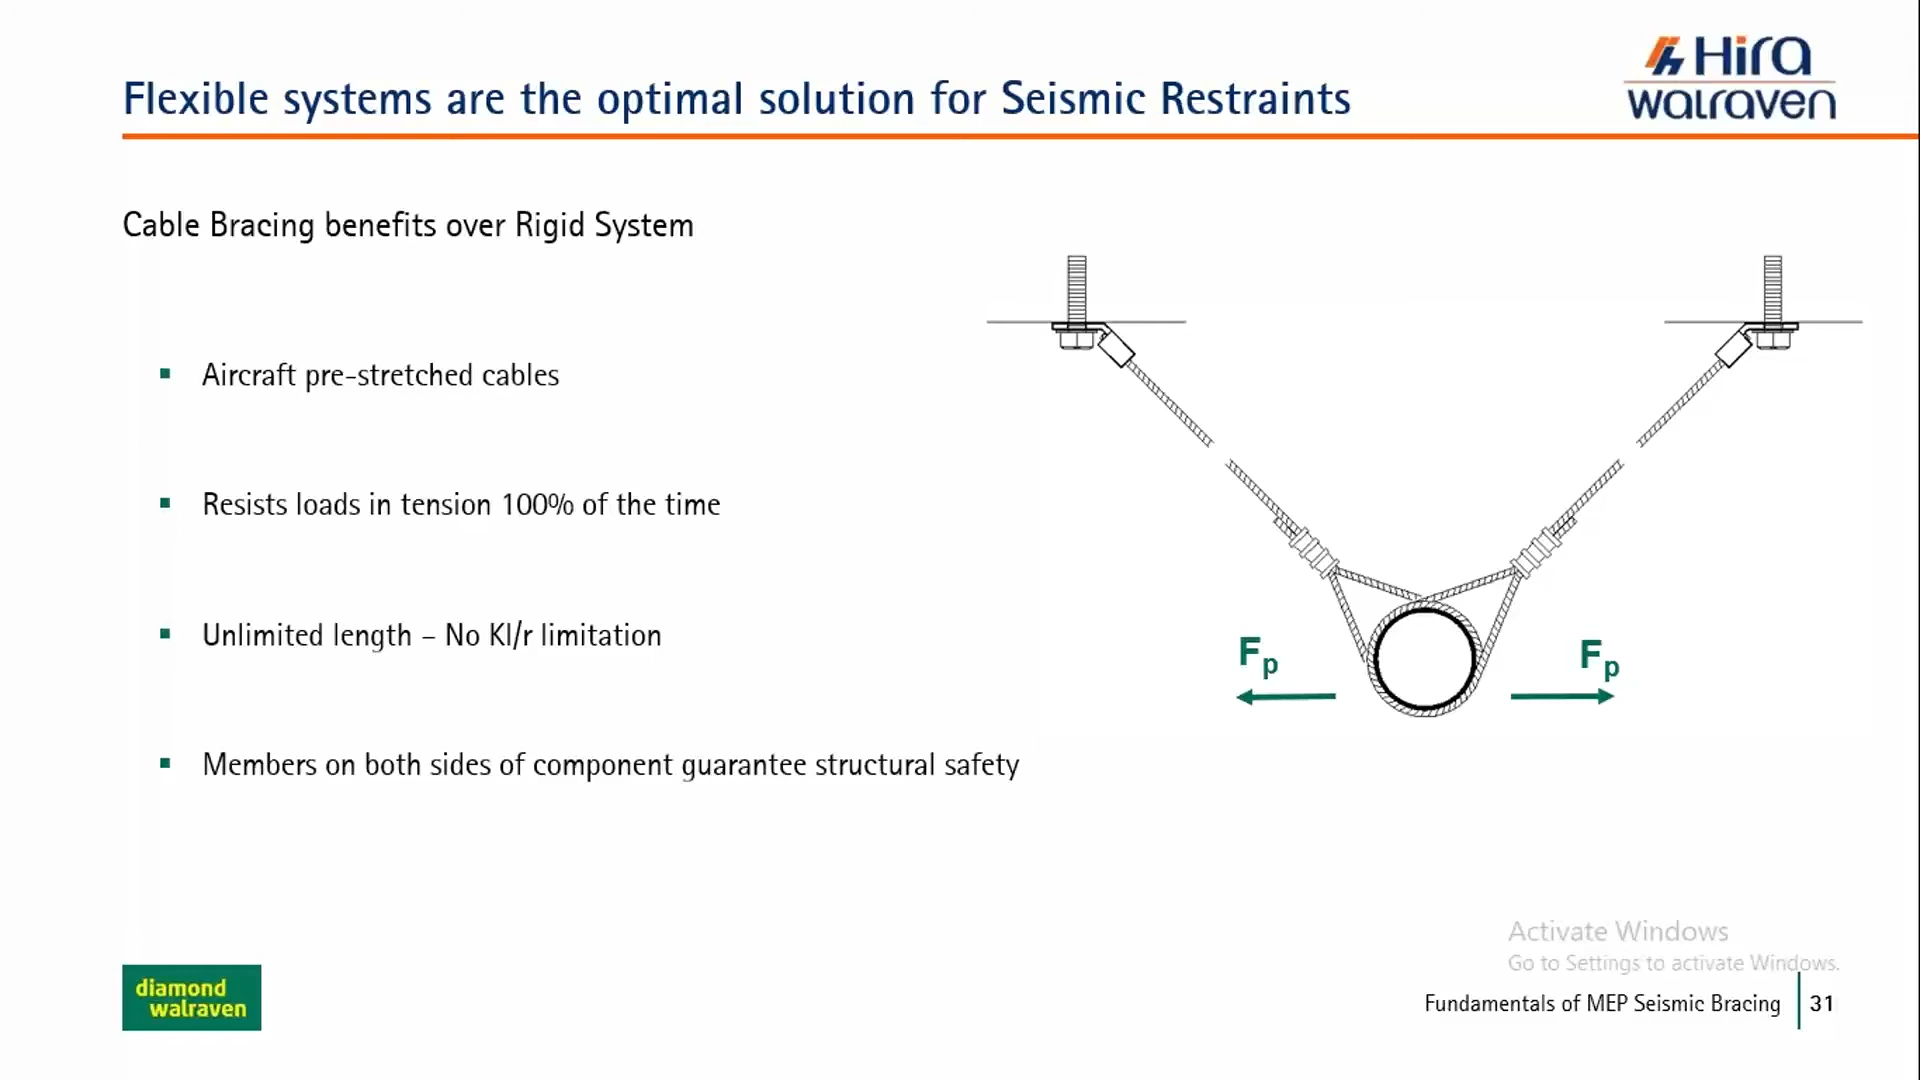 Hira
walraven
Flexible systems are the optimal solution for Seismic Restraints
Cable Bracing benefits over Rigid System
Aircraft pre-stretched cables
Resists loads in tension 100% of the time
Unlimited length – No Kl/r limitation
Members on both sides of component guarantee structural safety
Fp
Fp
Activate Windows
Go to Settings to activate Windows.
diamond
walraven
Fundamentals of MEP Seismic Bracing
31